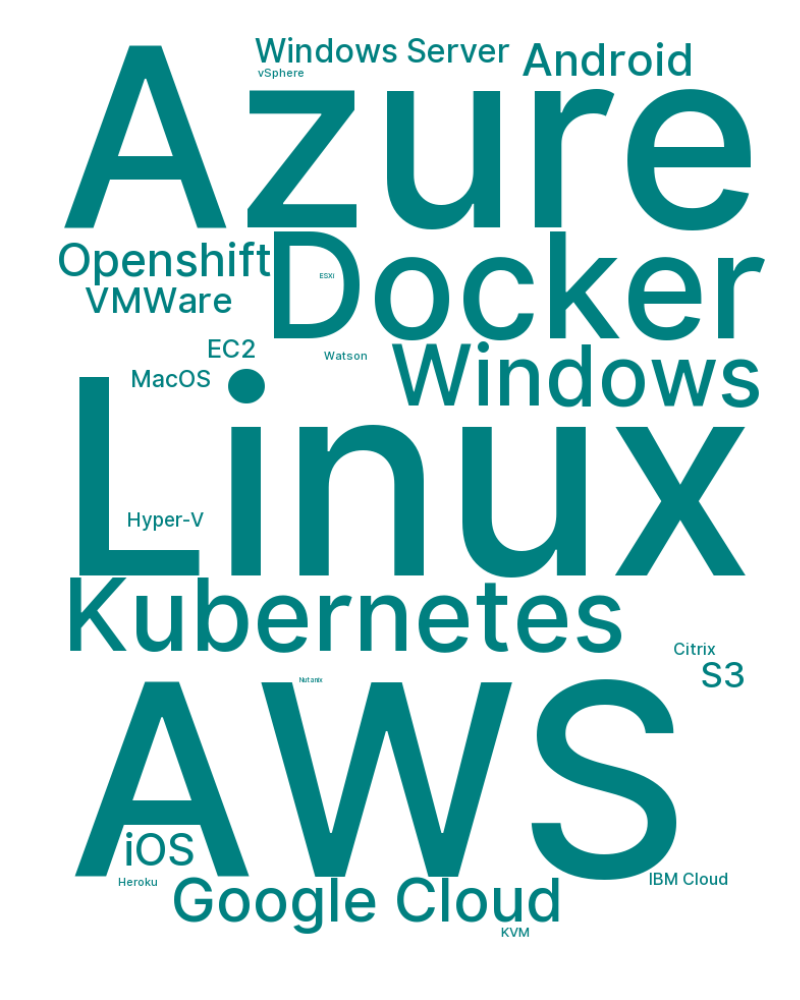 Windows Server
Android
vSphere
Azure
Openshift
Docker
ESXi
VMWare
EC2
Watson
Windows
MacOS
Linux
Hyper-V
Kubernetes
Citrix
S3
Nutanix
AWS
iOS
Heroku
Google Cloud
IBM Cloud
KVM